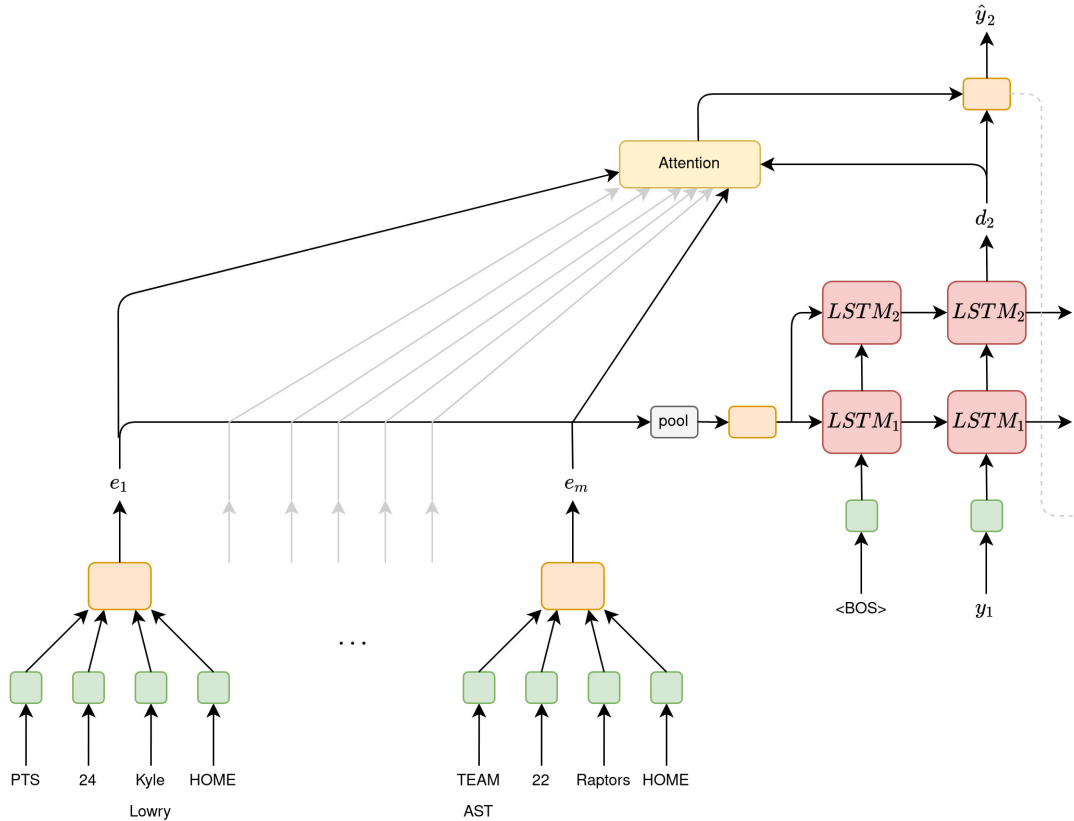 ŷ₂
Attention
d₂
LSTM₂ LSTM₂
pool LSTM₁ LSTM₁
e₁ eₘ
<BOS> y₁
...
PTS 24 Kyle HOME TEAM 22 Raptors HOME
Lowry AST